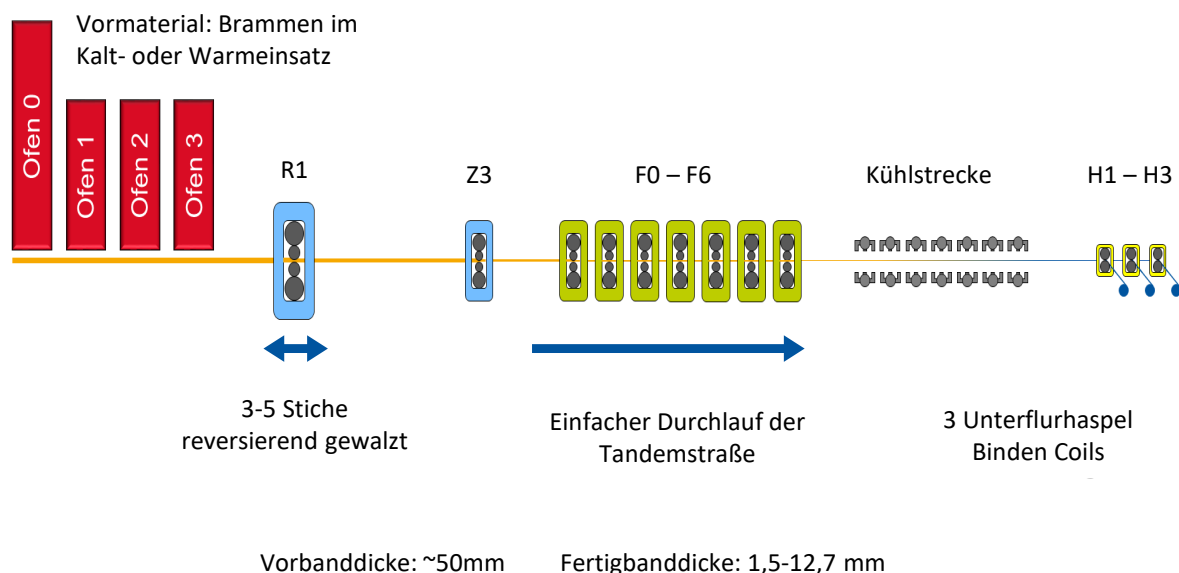 Vormaterial: Brammen im
Kalt- oder Warmeinsatz
Ofen 0
Ofen 1
Ofen 2
Ofen 3
R1
Z3
F0 – F6
Kühlstrecke
H1 – H3
3-5 Stiche
reversierend gewalzt
Einfacher Durchlauf der
Tandemstraße
3 Unterflurhaspel
Binden Coils
Vorbanddicke: ~50mm
Fertigbanddicke: 1,5-12,7 mm